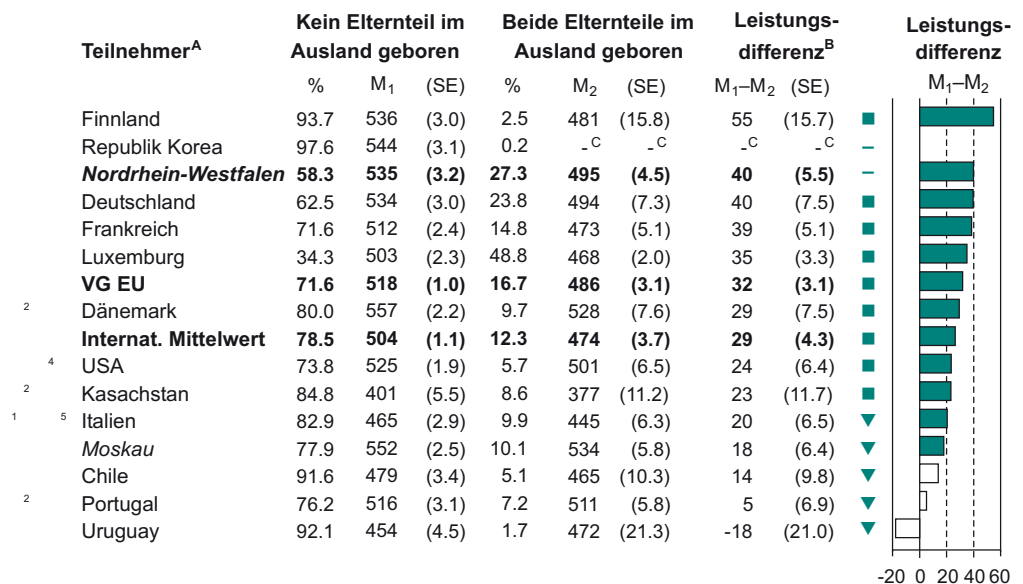 Kein Elternteil im Beide Elternteile im Leistungs- Leistungs-
Teilnehmer^A Ausland geboren Ausland geboren differenz^B differenz
% M₁ (SE) % M₂ (SE) M₁–M₂ (SE) M₁–M₂
Finnland 93.7 536 (3.0) 2.5 481 (15.8) 55 (15.7)
Republik Korea 97.6 544 (3.1) 0.2 -^C -^C -^C -^C –
Nordrhein-Westfalen 58.3 535 (3.2) 27.3 495 (4.5) 40 (5.5) –
Deutschland 62.5 534 (3.0) 23.8 494 (7.3) 40 (7.5)
Frankreich 71.6 512 (2.4) 14.8 473 (5.1) 39 (5.1)
Luxemburg 34.3 503 (2.3) 48.8 468 (2.0) 35 (3.3)
VG EU 71.6 518 (1.0) 16.7 486 (3.1) 32 (3.1)
2 Dänemark 80.0 557 (2.2) 9.7 528 (7.6) 29 (7.5)
Internat. Mittelwert 78.5 504 (1.1) 12.3 474 (3.7) 29 (4.3)
4 USA 73.8 525 (1.9) 5.7 501 (6.5) 24 (6.4)
2 Kasachstan 84.8 401 (5.5) 8.6 377 (11.2) 23 (11.7)
1 5 Italien 82.9 465 (2.9) 9.9 445 (6.3) 20 (6.5)
Moskau 77.9 552 (2.5) 10.1 534 (5.8) 18 (6.4)
Chile 91.6 479 (3.4) 5.1 465 (10.3) 14 (9.8)
2 Portugal 76.2 516 (3.1) 7.2 511 (5.8) 5 (6.9)
Uruguay 92.1 454 (4.5) 1.7 472 (21.3) -18 (21.0)
-20 0 20 40 60